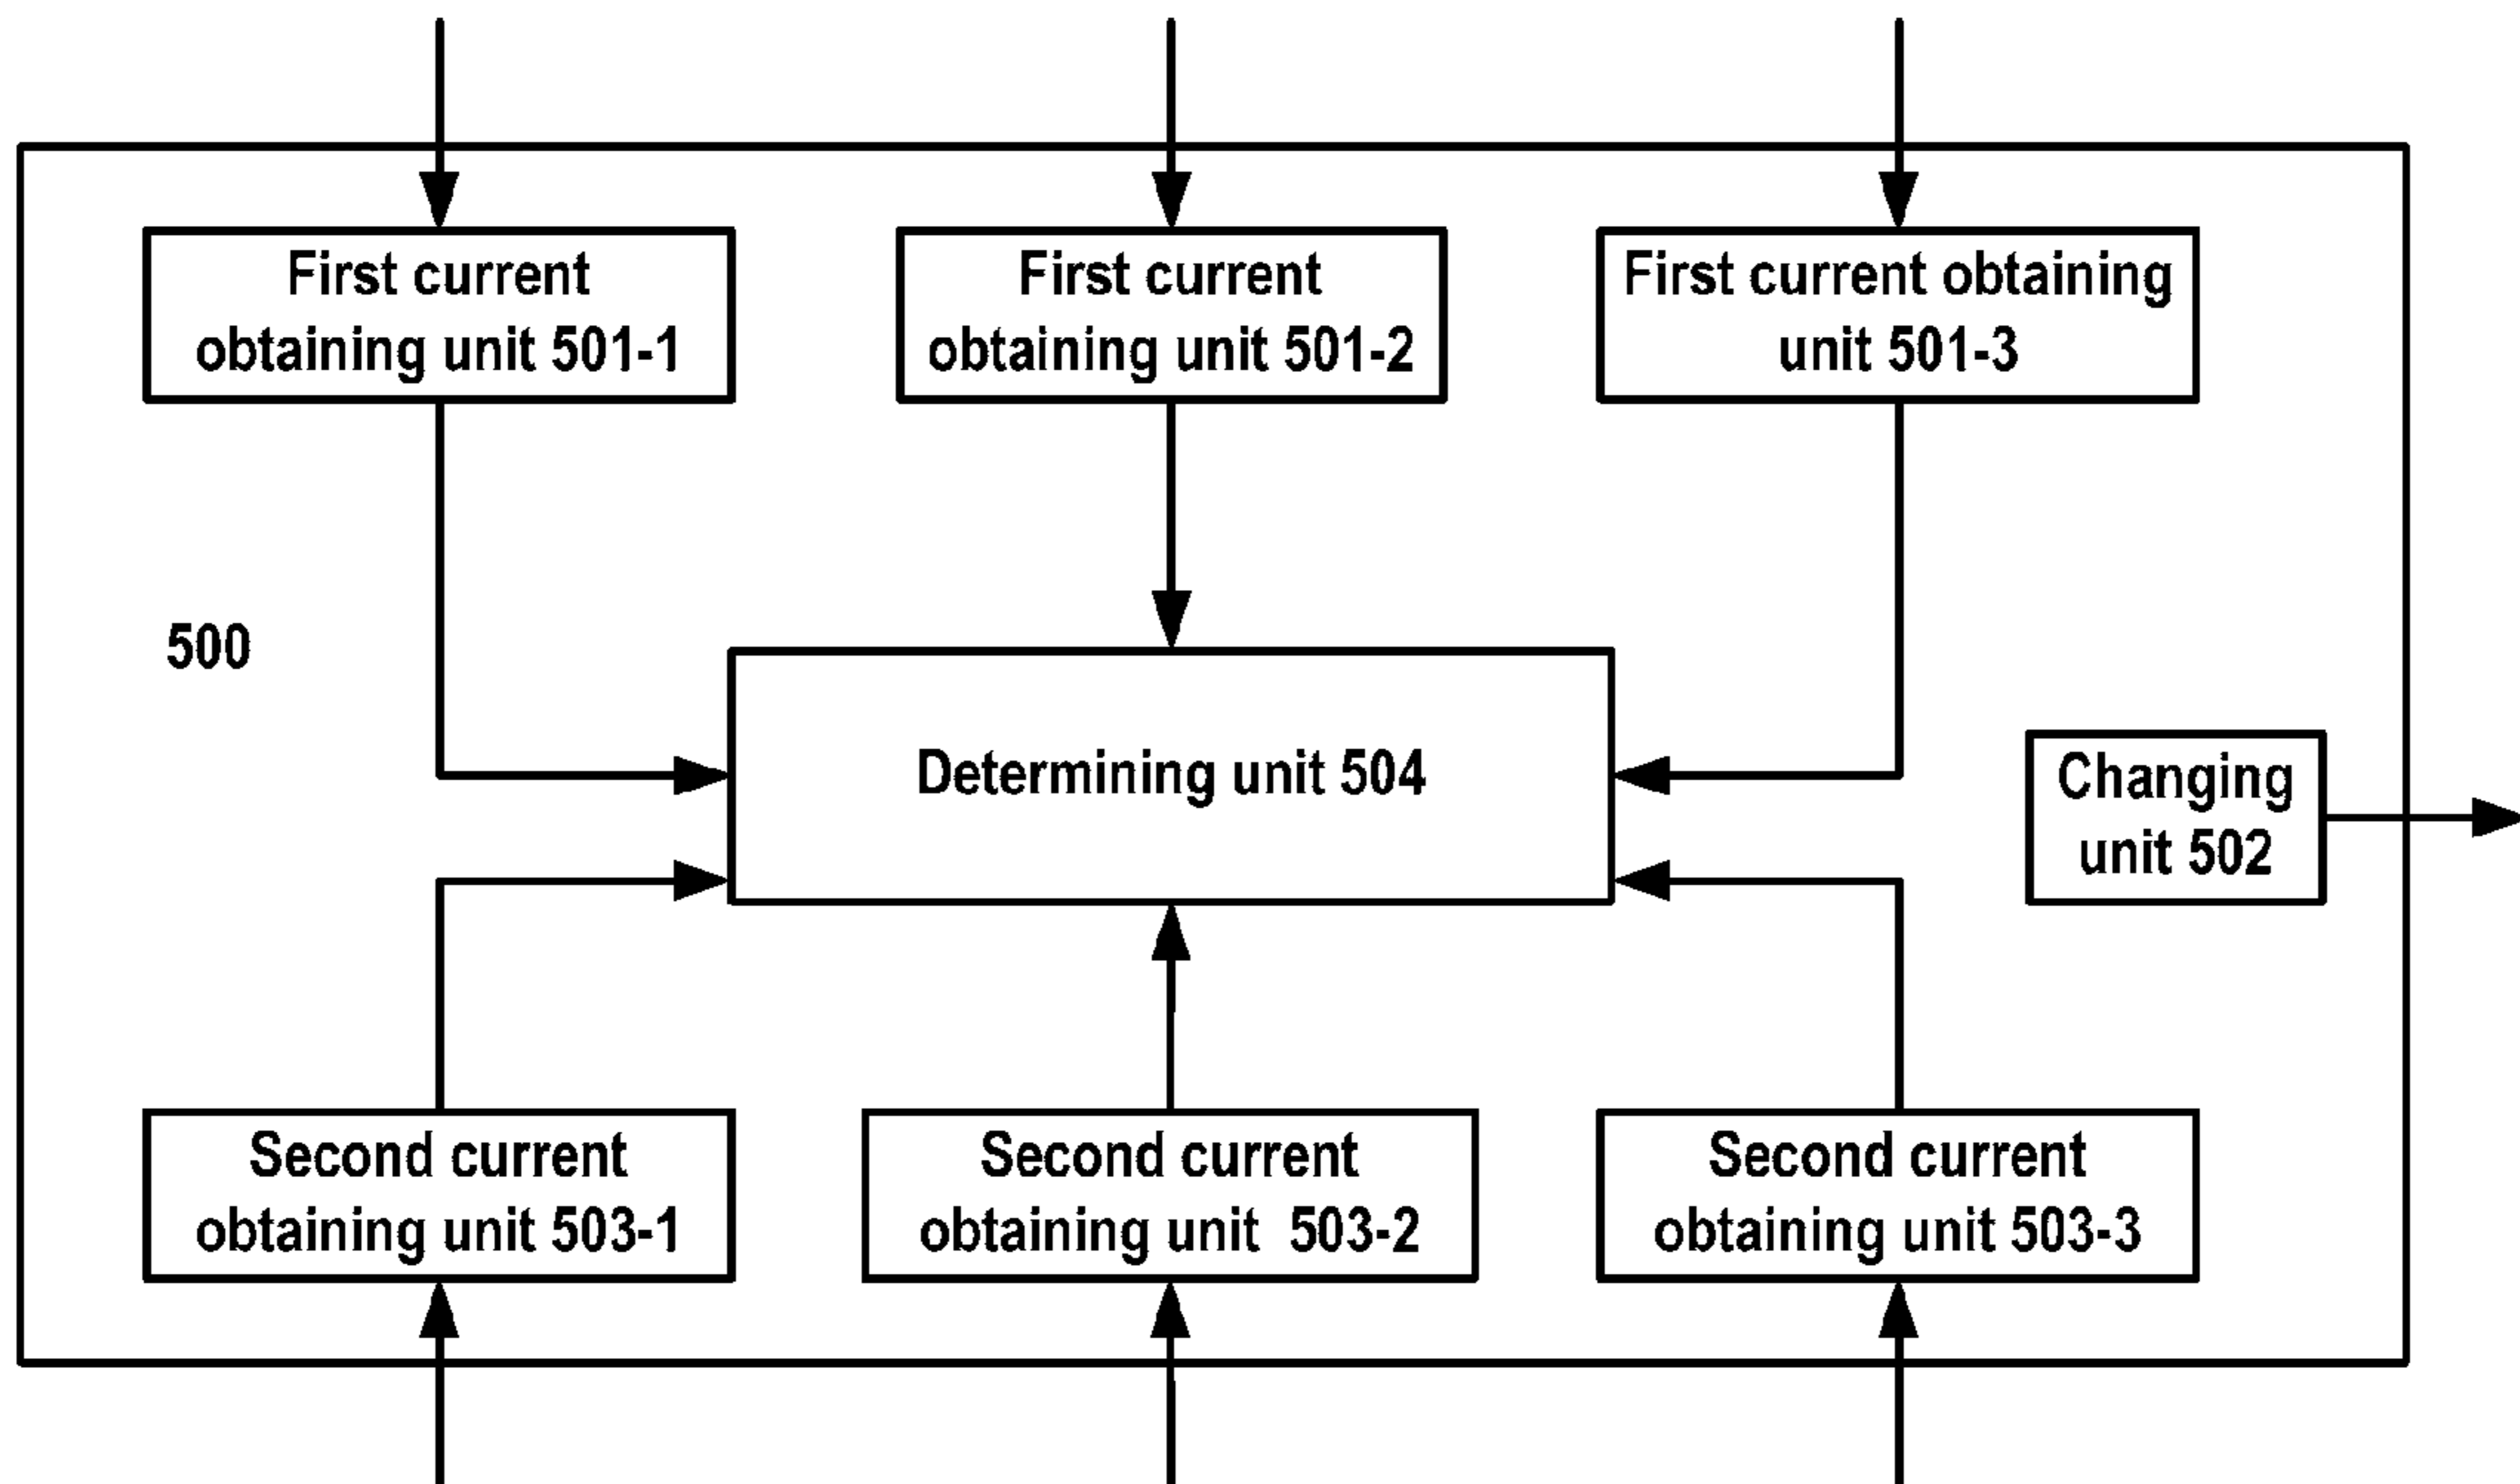 First current
obtaining unit 501-1
First current
obtaining unit 501-2
First current obtaining
unit 501-3
500
Determining unit 504
Changing
unit 502
Second current
obtaining unit 503-1
Second current
obtaining unit  503-2
Second current
obtaining unit 503-3